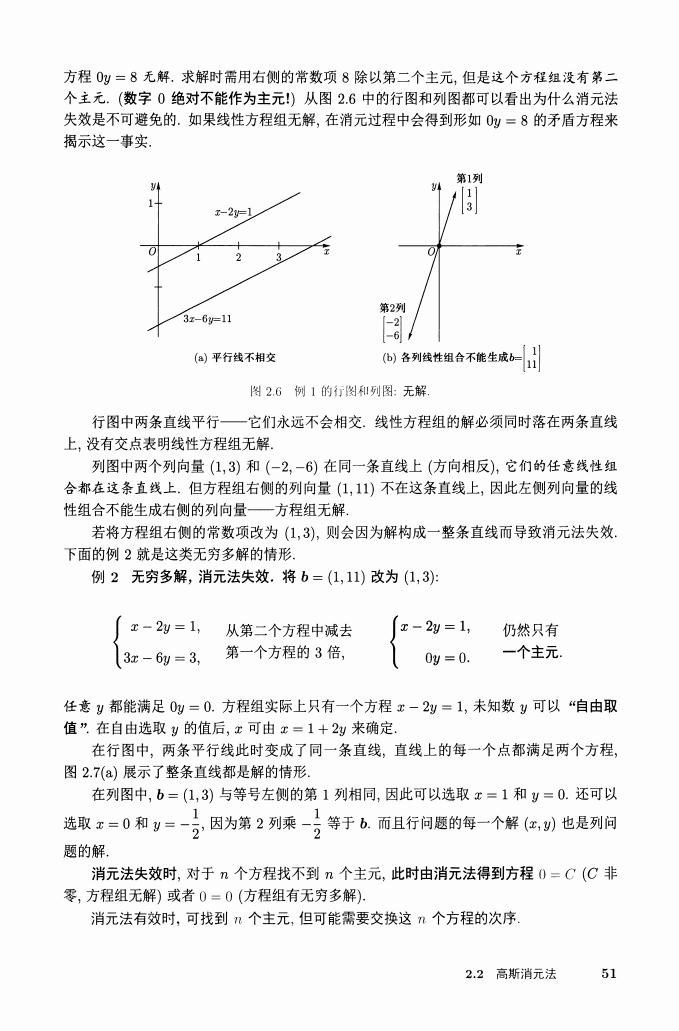 方程 0y = 8 无解. 求解时需用右侧的常数项 8 除以第二个主元, 但是这个方程组没有第二
个主元. (数字 0 绝对不能作为主元!) 从图 2.6 中的行图和列图都可以看出为什么消元法
失效是不可避免的. 如果线性方程组无解, 在消元过程中会得到形如 0y = 8 的矛盾方程来
揭示这一事实.
y
1
x−2y=1
O
1 2 3
x
3x−6y=11
(a) 平行线不相交
第1列
y
[1
3]
O
x
第2列
[−2
−6]
(b) 各列线性组合不能生成b=[1
11]
图 2.6 例 1 的行图和列图: 无解.
行图中两条直线平行——它们永远不会相交. 线性方程组的解必须同时落在两条直线
上, 没有交点表明线性方程组无解.
列图中两个列向量 (1,3) 和 (−2,−6) 在同一条直线上 (方向相反), 它们的任意线性组
合都在这条直线上. 但方程组右侧的列向量 (1,11) 不在这条直线上, 因此左侧列向量的线
性组合不能生成右侧的列向量——方程组无解.
若将方程组右侧的常数项改为 (1,3), 则会因为解构成一整条直线而导致消元法失效.
下面的例 2 就是这类无穷多解的情形.
例 2 无穷多解, 消元法失效. 将 b = (1,11) 改为 (1,3):
{ x − 2y = 1, 从第二个方程中减去 { x − 2y = 1, 仍然只有
3x − 6y = 3, 第一个方程的 3 倍, 0y = 0. 一个主元.
任意 y 都能满足 0y = 0. 方程组实际上只有一个方程 x − 2y = 1, 未知数 y 可以 “自由取
值”. 在自由选取 y 的值后, x 可由 x = 1 + 2y 来确定.
在行图中, 两条平行线此时变成了同一条直线, 直线上的每一个点都满足两个方程,
图 2.7(a) 展示了整条直线都是解的情形.
在列图中, b = (1,3) 与等号左侧的第 1 列相同, 因此可以选取 x = 1 和 y = 0. 还可以
选取 x = 0 和 y = −1/2, 因为第 2 列乘 −1/2 等于 b. 而且行问题的每一个解 (x,y) 也是列问
题的解.
消元法失效时, 对于 n 个方程找不到 n 个主元, 此时由消元法得到方程 0 = C (C 非
零, 方程组无解) 或者 0 = 0 (方程组有无穷多解).
消元法有效时, 可找到 n 个主元, 但可能需要交换这 n 个方程的次序.
2.2 高斯消元法 51